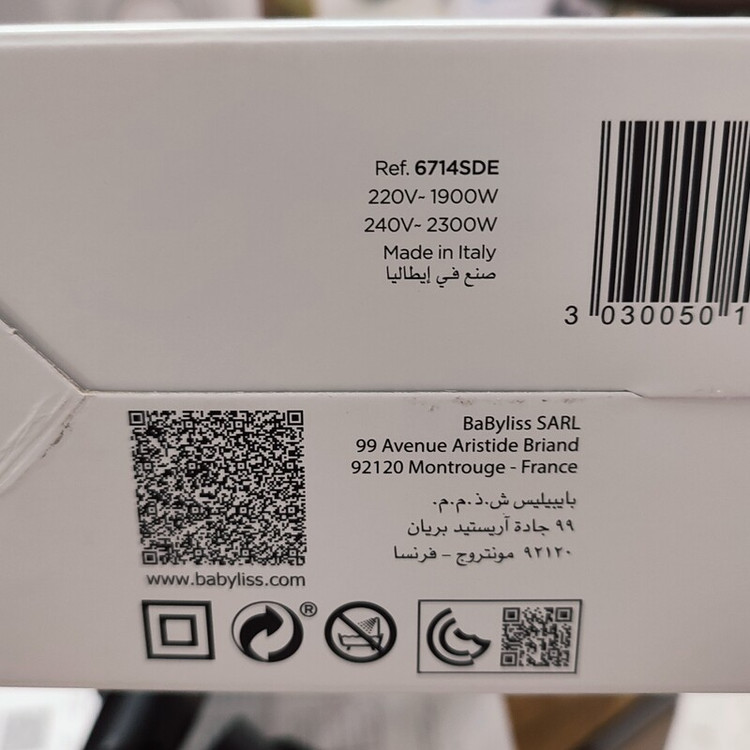 Ref. 6714SDE
220V~ 1900W
240V~ 2300W
Made in Italy
صنع في إيطاليا
3 030050 1
BaByliss SARL
99 Avenue Aristide Briand
92120 Montrouge - France
بايبيليس ش.ذ.م.م.
٩٩ جادة آريستيد بريان
٩٢١٢٠ مونتروج – فرنسا
www.babyliss.com
®